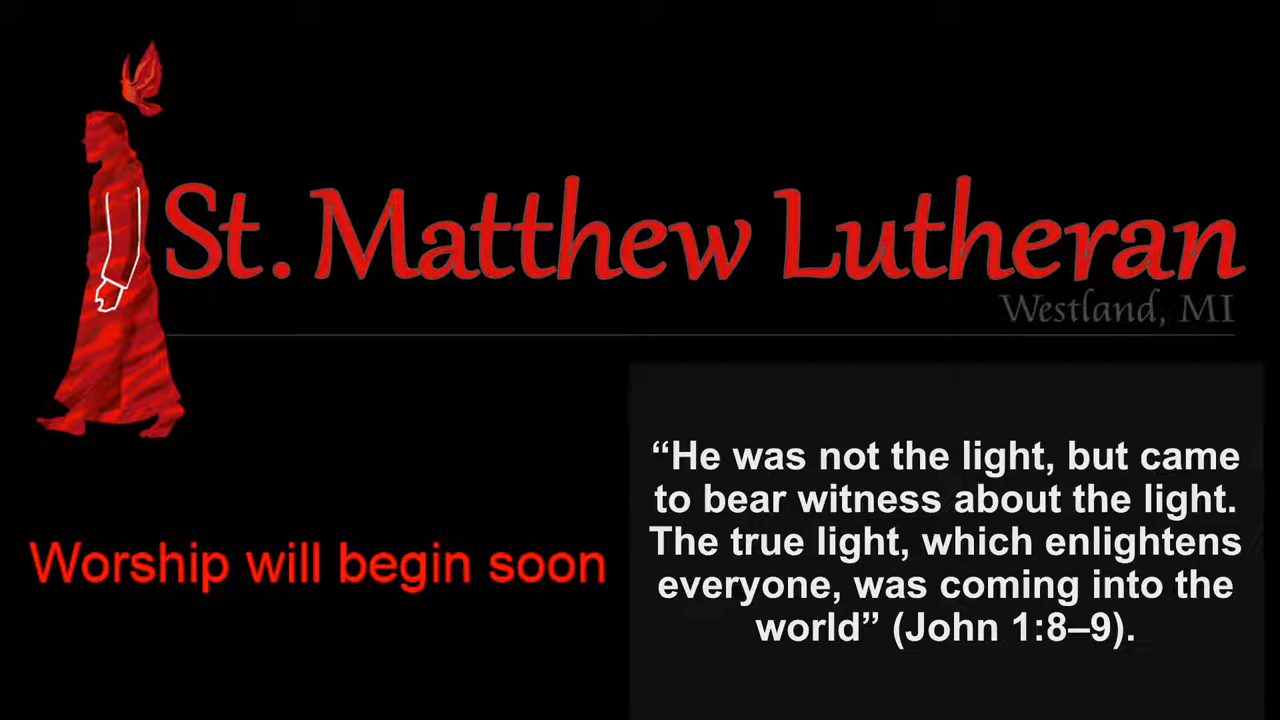 St. Matthew Lutheran
Westland, MI
Worship will begin soon
“He was not the light, but came
to bear witness about the light.
The true light, which enlightens
everyone, was coming into the
world” (John 1:8–9).